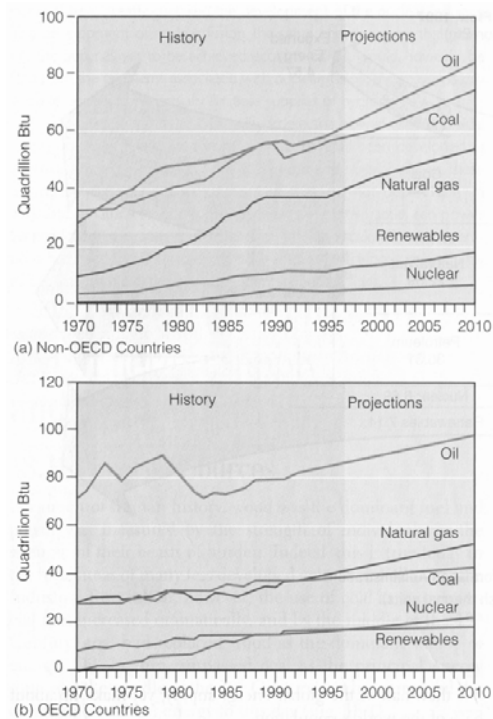 100
History
Projections
Oil
80
Coal
60
Natural gas
40
Renewables
20
Nuclear
0
1970 1975 1980 1985 1990 1995 2000 2005 2010
Quadrillion Btu
(a) Non-OECD Countries
120
History
Projections
100
Oil
80
60
Natural gas
40
Coal
Nuclear
20
Renewables
0
1970 1975 1980 1985 1990 1995 2000 2005 2010
Quadrillion Btu
(b) OECD Countries